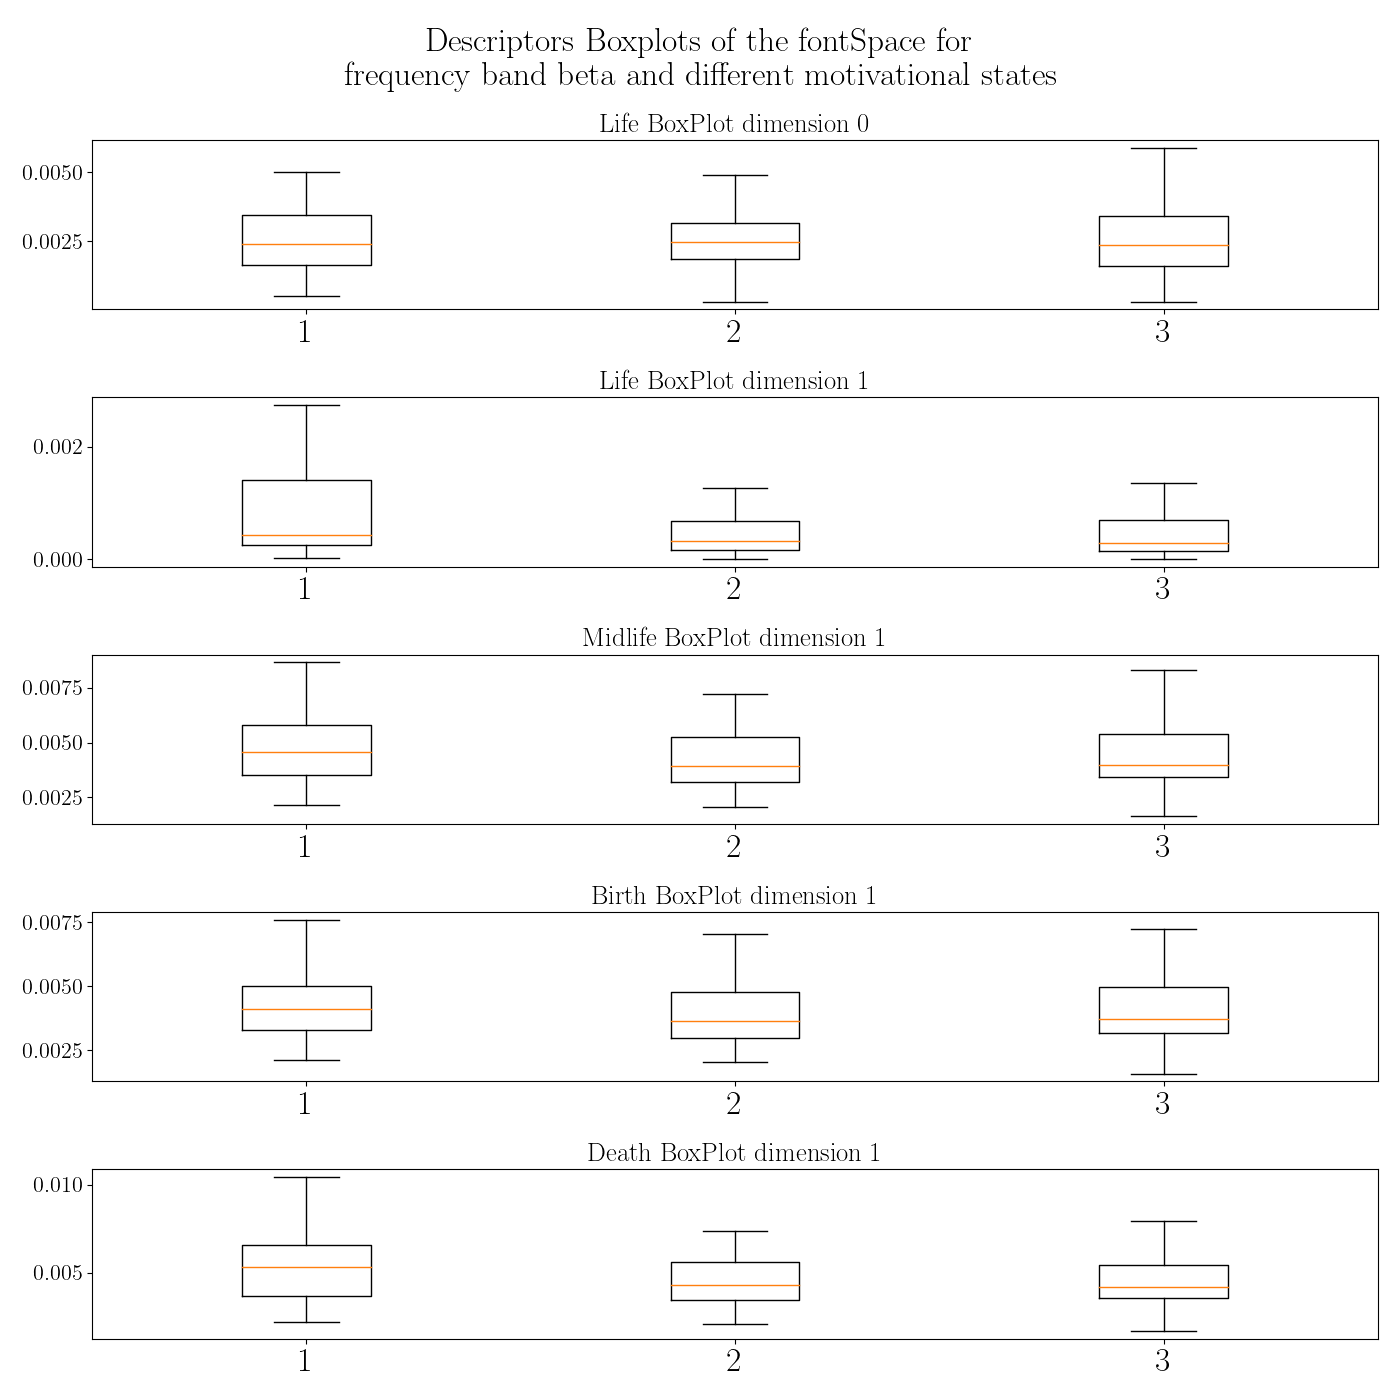 Descriptors Boxplots of the fontSpace for
frequency band beta and different motivational states
Life BoxPlot dimension 0
0.0050
0.0025
1 2 3
Life BoxPlot dimension 1
0.002
0.000
1 2 3
Midlife BoxPlot dimension 1
0.0075
0.0050
0.0025
1 2 3
Birth BoxPlot dimension 1
0.0075
0.0050
0.0025
1 2 3
Death BoxPlot dimension 1
0.010
0.005
1 2 3